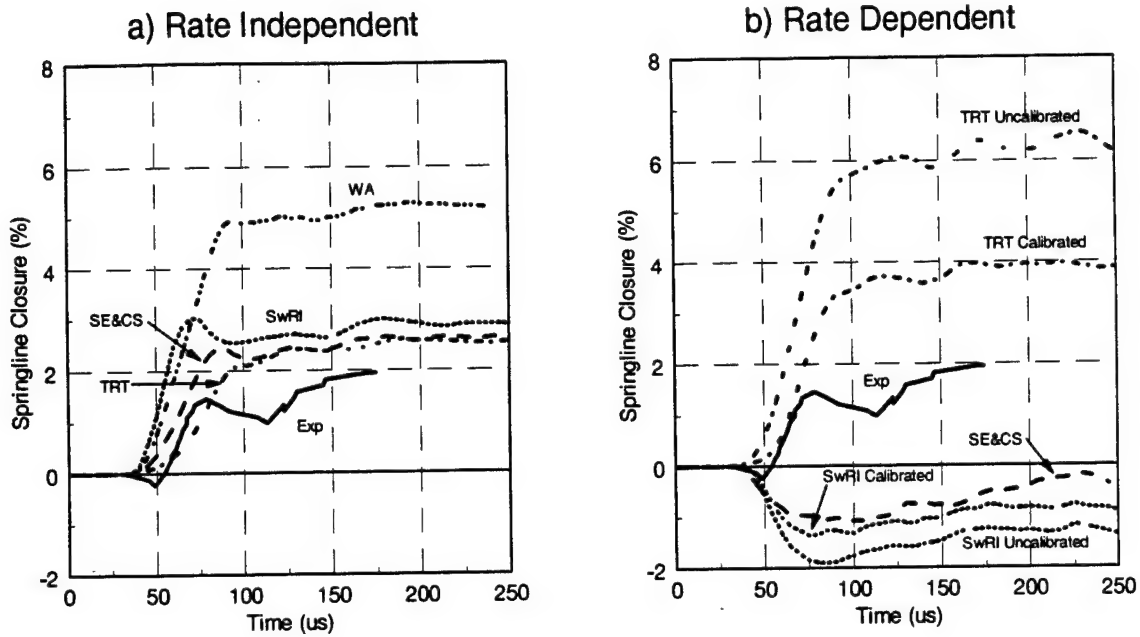 a) Rate Independent
Springline Closure (%)
8
6
4
2
0
-2
WA
SE&CS
SwRI
TRT
Exp
0 50 100 150 200 250
Time (us)
b) Rate Dependent
Springline Closure (%)
8
6
4
2
0
-2
TRT Uncalibrated
TRT Calibrated
Exp
SE&CS
SwRI Calibrated
SwRI Uncalibrated
0 50 100 150 200 250
Time (us)